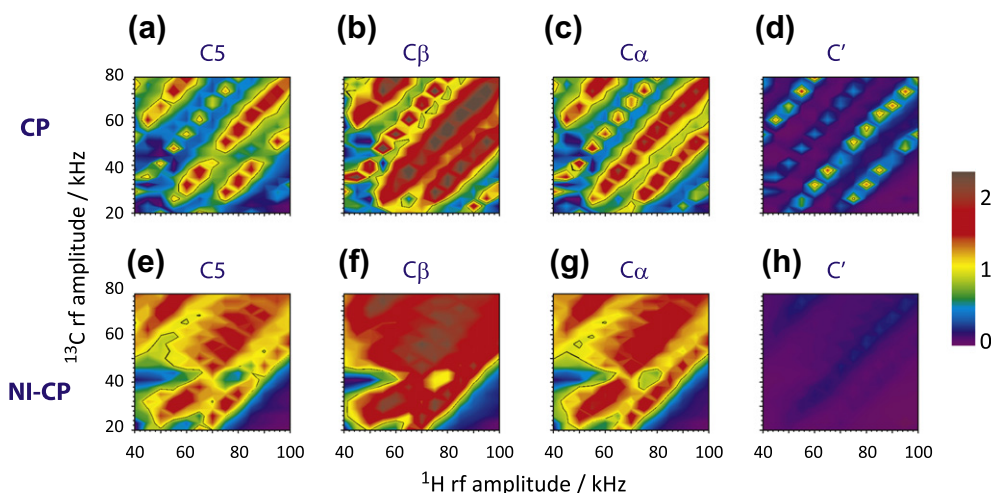 (a) (b) (c) (d)
C5 Cβ Cα C′
CP
80
60
40
20
¹³C rf amplitude / kHz
2
1
0
(e) (f) (g) (h)
C5 Cβ Cα C′
NI-CP
80
60
40
20
40 60 80 100 40 60 80 100 40 60 80 100 40 60 80 100
¹H rf amplitude / kHz